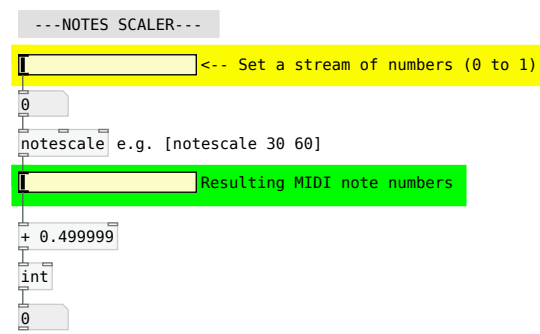 ---NOTES SCALER---
<-- Set a stream of numbers (0 to 1)
0
notescale e.g. [notescale 30 60]
Resulting MIDI note numbers
+ 0.499999
int
0